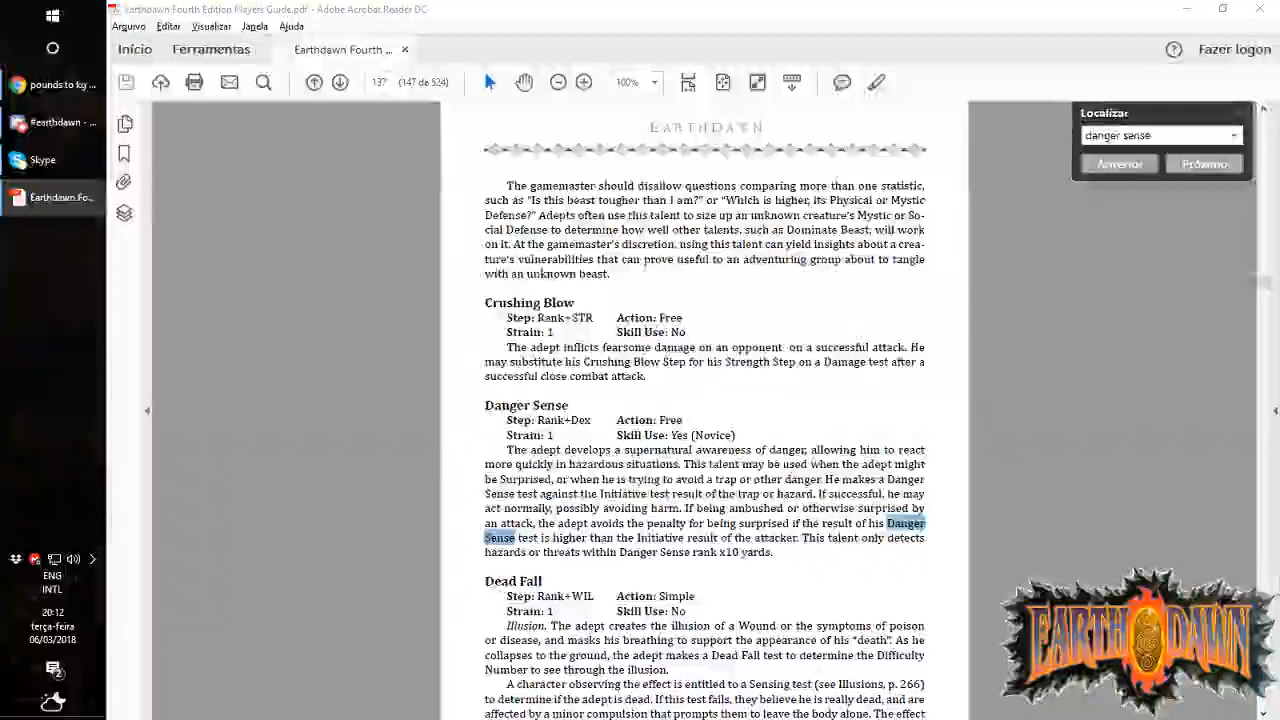 Earthdawn Fourth Edition Players Guide.pdf - Adobe Acrobat Reader DC
Arquivo Editar Visualizar Janela Ajuda
Início Ferramentas Earthdawn Fourth ... × Fazer logon
137 (147 de 524) 100%
pounds to kg ...
#earthdawn - ...
Skype
Earthdawn Fo...
Localizar
danger sense
Anterior Próximo
EARTHDAWN
The gamemaster should disallow questions comparing more than one statistic,
such as “Is this beast tougher than I am?” or “Which is higher, its Physical or Mystic
Defense?” Adepts often use this talent to size up an unknown creature's Mystic or So-
cial Defense to determine how well other talents, such as Dominate Beast, will work
on it. At the gamemaster's discretion, using this talent can yield insights about a crea-
ture's vulnerabilities that can prove useful to an adventuring group about to tangle
with an unknown beast.
Crushing Blow
Step: Rank+STR Action: Free
Strain: 1 Skill Use: No
The adept inflicts fearsome damage on an opponent on a successful attack. He
may substitute his Crushing Blow Step for his Strength Step on a Damage test after a
successful close combat attack.
Danger Sense
Step: Rank+Dex Action: Free
Strain: 1 Skill Use: Yes (Novice)
The adept develops a supernatural awareness of danger, allowing him to react
more quickly in hazardous situations. This talent may be used when the adept might
be Surprised, or when he is trying to avoid a trap or other danger. He makes a Danger
Sense test against the Initiative test result of the trap or hazard. If successful, he may
act normally, possibly avoiding harm. If being ambushed or otherwise surprised by
an attack, the adept avoids the penalty for being surprised if the result of his Danger
Sense test is higher than the Initiative result of the attacker. This talent only detects
hazards or threats within Danger Sense rank x10 yards.
Dead Fall
Step: Rank+WIL Action: Simple
Strain: 1 Skill Use: No
Illusion. The adept creates the illusion of a Wound or the symptoms of poison
or disease, and masks his breathing to support the appearance of his “death”. As he
collapses to the ground, the adept makes a Dead Fall test to determine the Difficulty
Number to see through the illusion.
A character observing the effect is entitled to a Sensing test (see Illusions, p. 266)
to determine if the adept is dead. If this test fails, they believe he is really dead, and are
affected by a minor compulsion that prompts them to leave the body alone. The effect
ENG
INTL
20:12
terça-feira
06/03/2018
2
EARTHDAWN